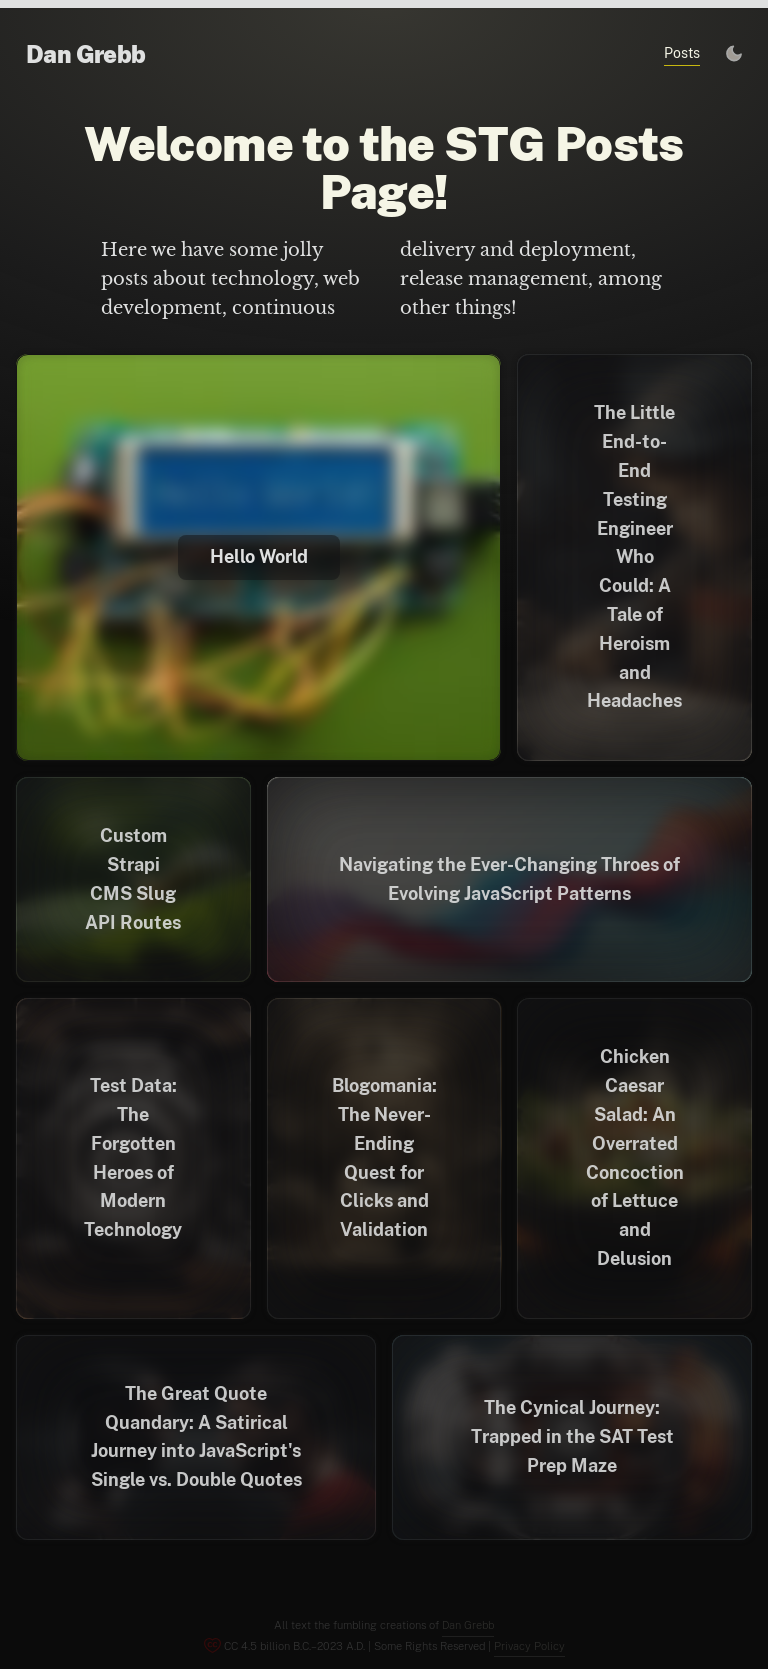 Dan Grebb
Posts
Welcome to the STG Posts
Page!
Here we have some jolly
posts about technology, web
development, continuous
delivery and deployment,
release management, among
other things!
Hello World
The Little
End-to-
End
Testing
Engineer
Who
Could: A
Tale of
Heroism
and
Headaches
Custom
Strapi
CMS Slug
API Routes
Navigating the Ever-Changing Throes of
Evolving JavaScript Patterns
Test Data:
The
Forgotten
Heroes of
Modern
Technology
Blogomania:
The Never-
Ending
Quest for
Clicks and
Validation
Chicken
Caesar
Salad: An
Overrated
Concoction
of Lettuce
and
Delusion
The Great Quote
Quandary: A Satirical
Journey into JavaScript's
Single vs. Double Quotes
The Cynical Journey:
Trapped in the SAT Test
Prep Maze
All text the fumbling creations of Dan Grebb
CC 4.5 billion B.C.–2023 A.D. | Some Rights Reserved | Privacy Policy